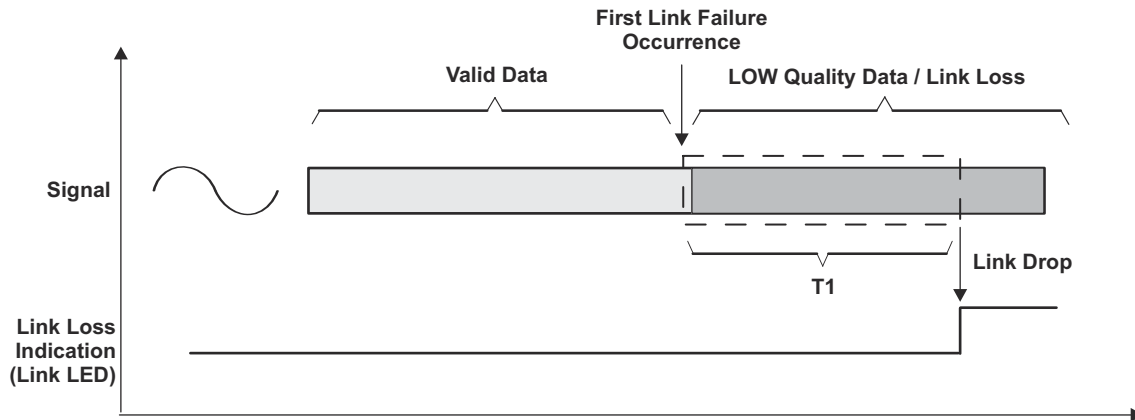 First Link Failure
Occurrence
Valid Data
LOW Quality Data / Link Loss
Signal
T1
Link Drop
Link Loss
Indication
(Link LED)